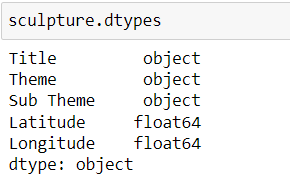 sculpture.dtypes
Title object
Theme object
Sub Theme object
Latitude float64
Longitude float64
dtype: object